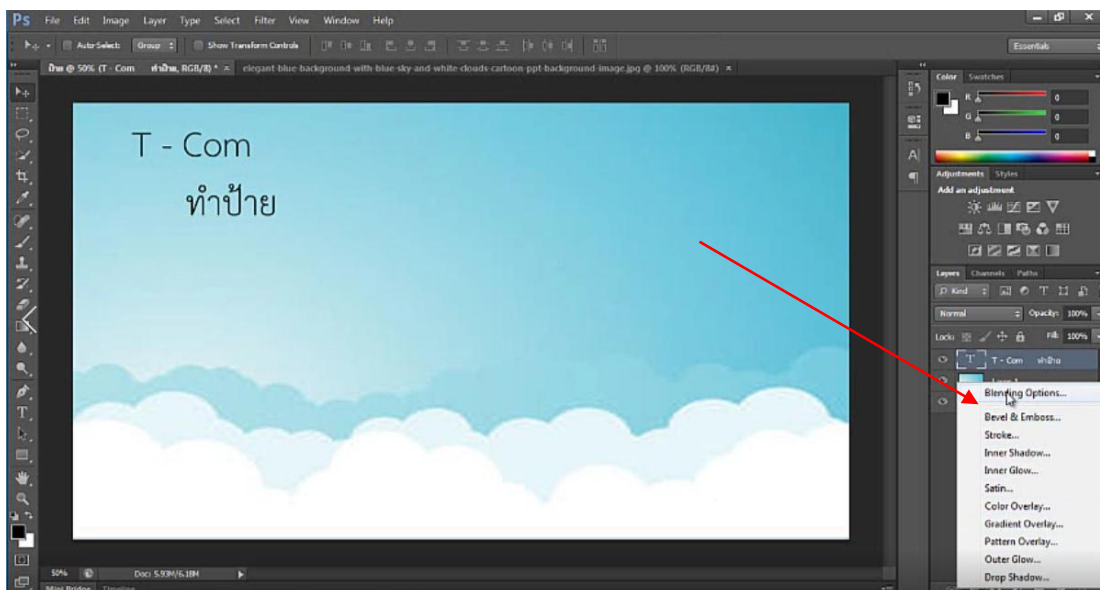 Ps File Edit Image Layer Type Select Filter View Window Help
Auto-Select: Group Show Transform Controls Essentials
ป้าย @ 50% (T - Com ทำป้าย, RGB/8) * × elegant-blue-background-with-blue-sky-and-white-clouds-cartoon-ppt-background-image.jpg @ 100% (RGB/8#) ×
Color Swatches
R 0
G 0
B 0
Adjustments Styles
Add an adjustment
T - Com
ทำป้าย
Layers Channels Paths
Kind
Normal Opacity: 100%
Lock: Fill: 100%
T - Com ทำป้าย
Blending Options...
Bevel & Emboss...
Stroke...
Inner Shadow...
Inner Glow...
Satin...
Color Overlay...
Gradient Overlay...
Pattern Overlay...
Outer Glow...
Drop Shadow...
50% Doc: 5.93M/6.18M
Mini Bridge Timeline